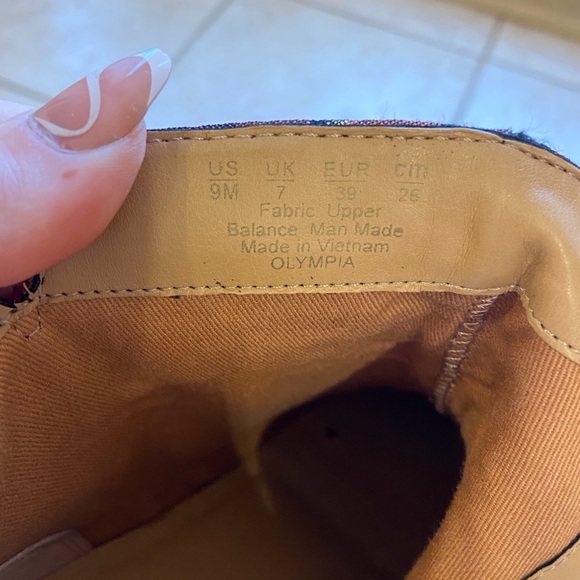 US UK EUR cm
9M 7 39 26
Fabric Upper
Balance Man Made
Made in Vietnam
OLYMPIA